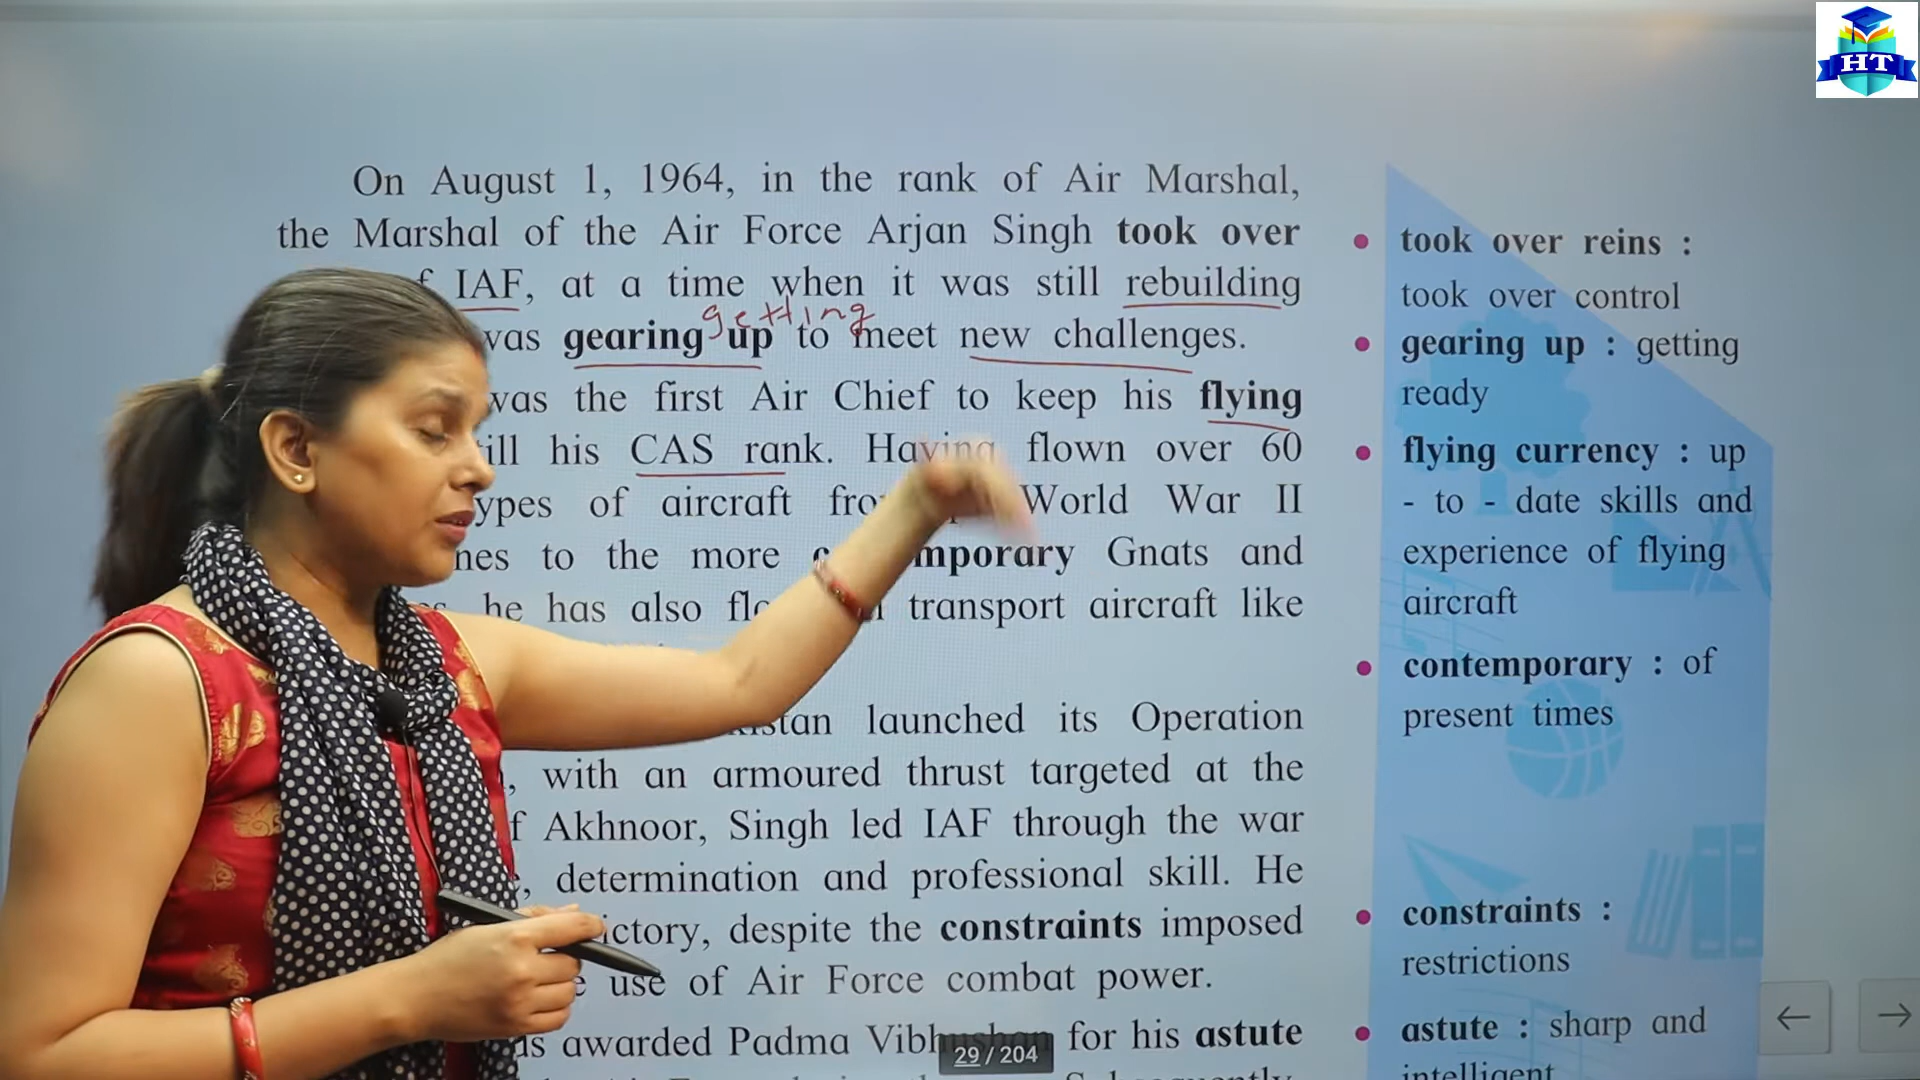 HT
On August 1, 1964, in the rank of Air Marshal,
the Marshal of the Air Force Arjan Singh took over
IAF, at a time when it was still rebuilding
getting
was gearing up to meet new challenges.
was the first Air Chief to keep his flying
ill his CAS rank. Having flown over 60
ypes of aircraft World War II
nes to the more mporary Gnats and
he has also transport aircraft like
stan launched its Operation
, with an armoured thrust targeted at the
f Akhnoor, Singh led IAF through the war
, determination and professional skill. He
ictory, despite the constraints imposed
e use of Air Force combat power.
as awarded Padma Vibhushan for his astute
29 / 204
• took over reins :
took over control
• gearing up : getting
ready
• flying currency : up
- to - date skills and
experience of flying
aircraft
• contemporary : of
present times
• constraints :
restrictions
• astute : sharp and
intelligent